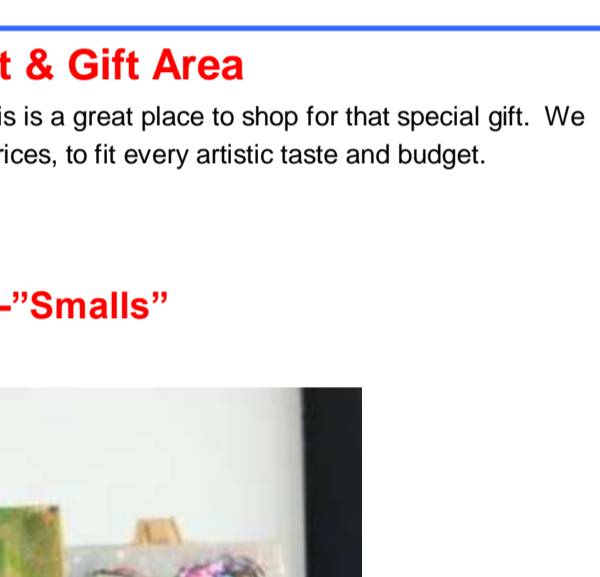 t & Gift Area
is is a great place to shop for that special gift.  We
rices, to fit every artistic taste and budget.
–”Smalls”